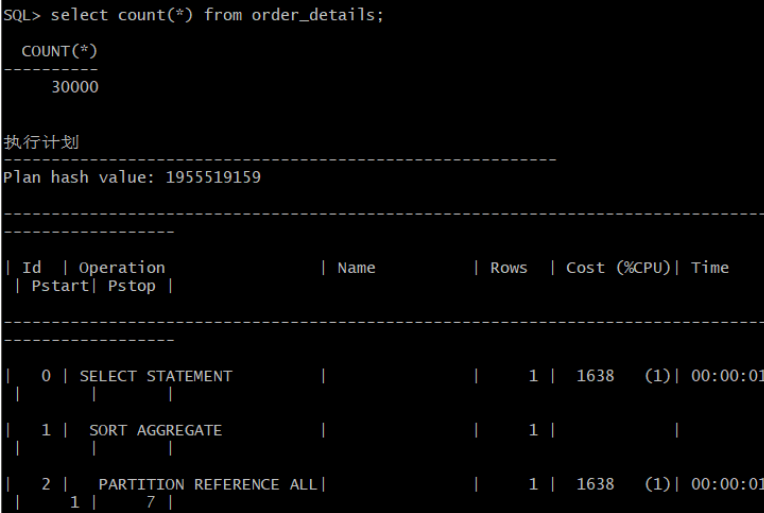 SQL> select count(*) from order_details;
COUNT(*)
----------
30000
执行计划
----------------------------------------------------------
Plan hash value: 1955519159
--------------------------------------------------------------------------------
------------------
| Id  | Operation                | Name          | Rows  | Cost (%CPU)| Time
 | Pstart| Pstop |
--------------------------------------------------------------------------------
------------------
|   0 | SELECT STATEMENT         |               |     1 |  1638   (1)| 00:00:01
 |       |       |
|   1 |  SORT AGGREGATE          |               |     1 |            |
 |       |       |
|   2 |   PARTITION REFERENCE ALL|               |     1 |  1638   (1)| 00:00:01
 |     1 |     7 |